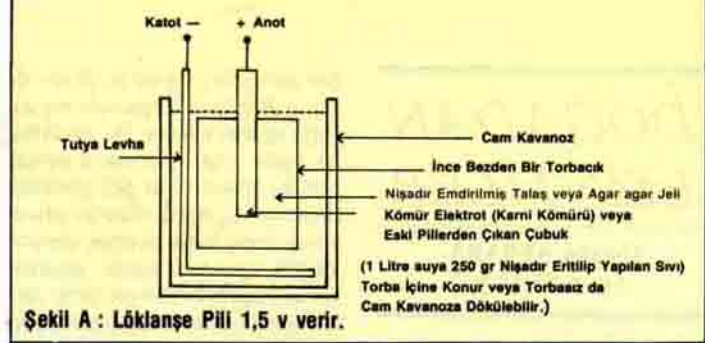 Katot — + Anot
Tutya Levha
Cam Kavanoz
İnce Bezden Bir Torbacık
Nişadır Emdirilmiş Talaş veya Agar agar Jeli
Kömür Elektrot (Karni Kömürü) veya
Eski Pillerden Çıkan Çubuk
(1 Litre suya 250 gr Nişadır Eritilip Yapılan Sıvı)
Torba İçine Konur veya Torbasız da
Cam Kavanoza Dökülebilir.)
Şekil A : Löklanşe Pili 1,5 v verir.